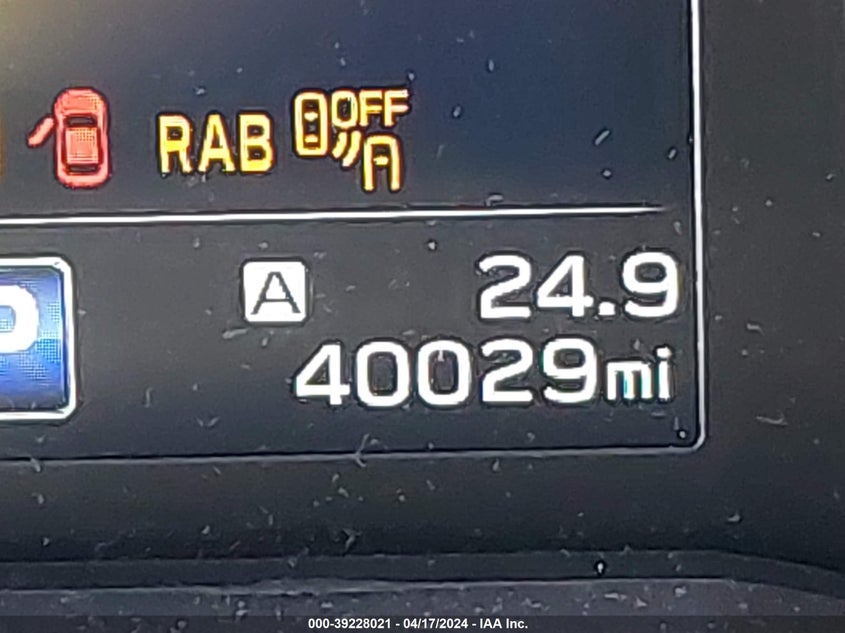 RAB OFF
A 24.9
P 40029mi
000-39228021 - 04/17/2024 - IAA Inc.